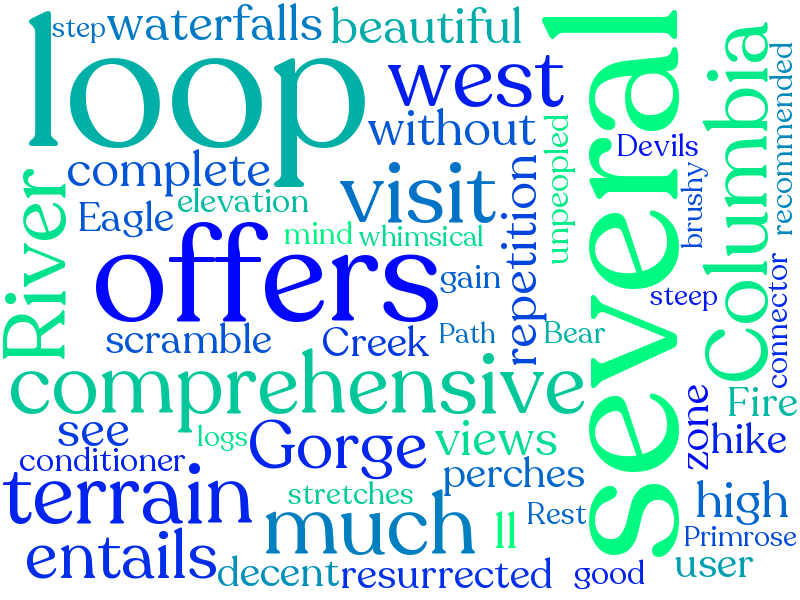 step
waterfalls
beautiful
loop
west
several
Columbia
recommended
without
unpeopled
Devils
complete
visit
repetition
brushy
River
Eagle
elevation
mind
whimsical
offers
gain
steep
connector
scramble
Creek
Path
Bear
comprehensive
zone
Fire
see
logs
Gorge
views
hike
conditioner
perches
terrain
stretches
much
ll
Rest
high
Primrose
entails
decent
resurrected
good
user